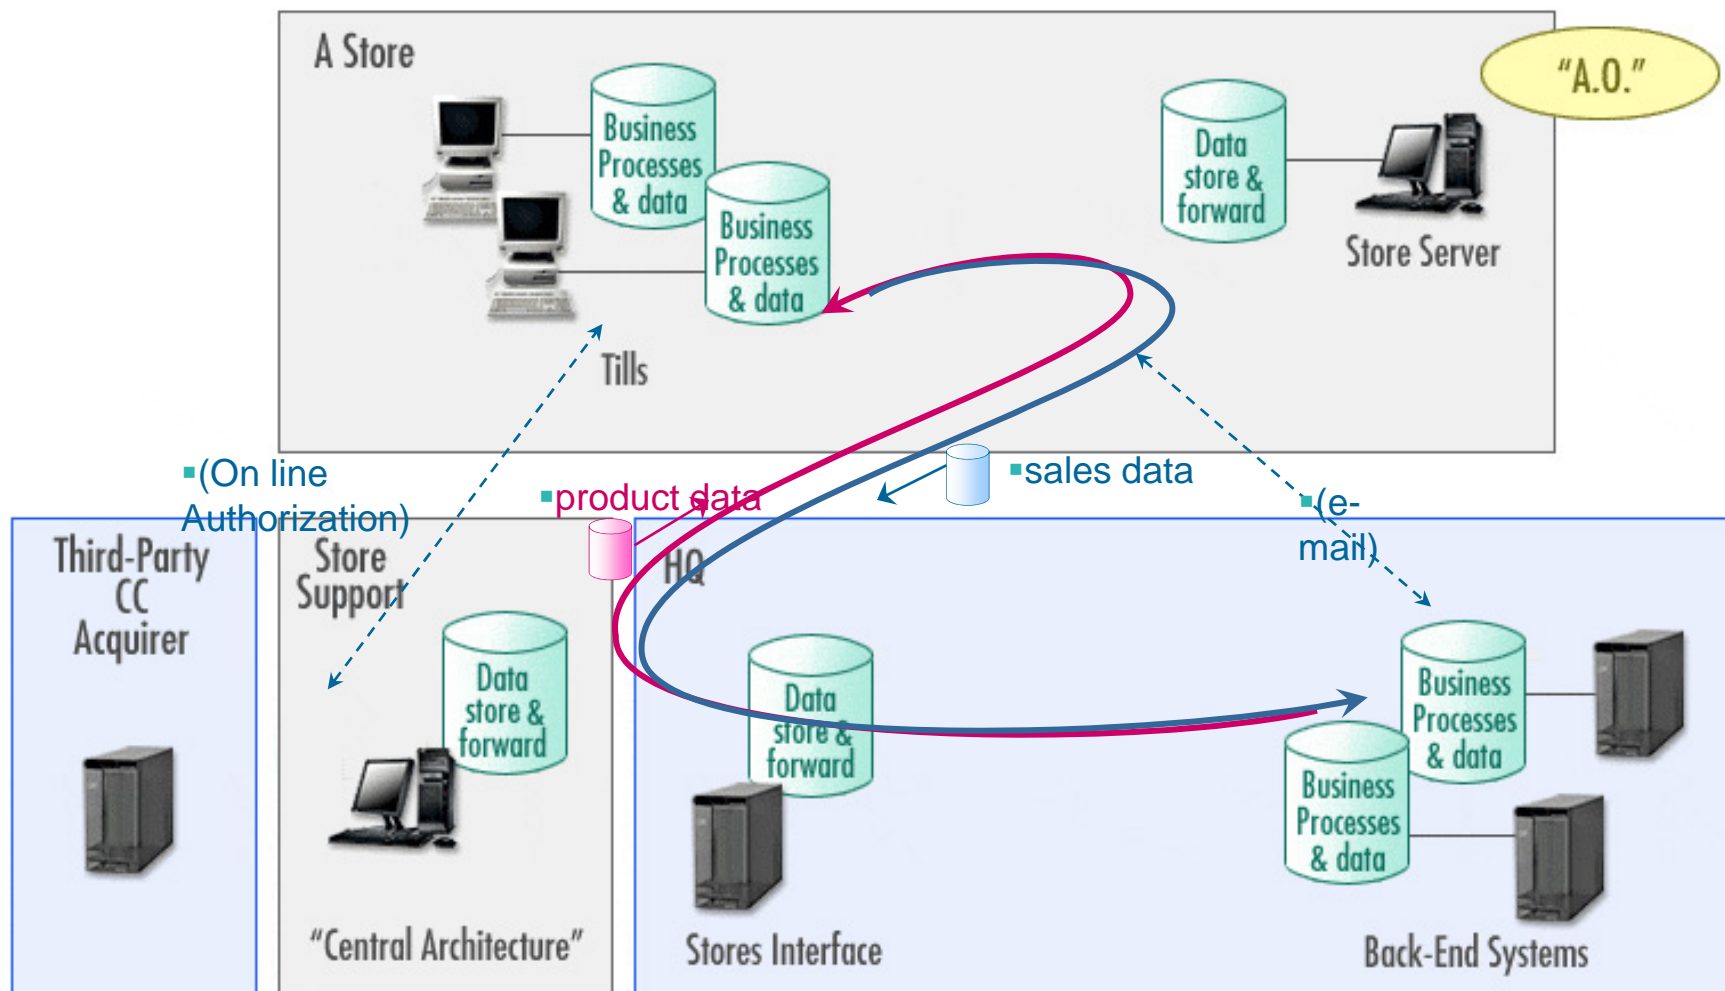 A Store
"A.O."
Business
Processes
& data
Business
Processes
& data
Data
store &
forward
Store Server
Tills
▪(On line
Authorization)
▪product data
▪sales data
▪(e-
mail)
Third-Party
CC
Acquirer
Store
Support
HQ
Data
store &
forward
Data
store &
forward
Business
Processes
& data
Business
Processes
& data
"Central Architecture"
Stores Interface
Back-End Systems